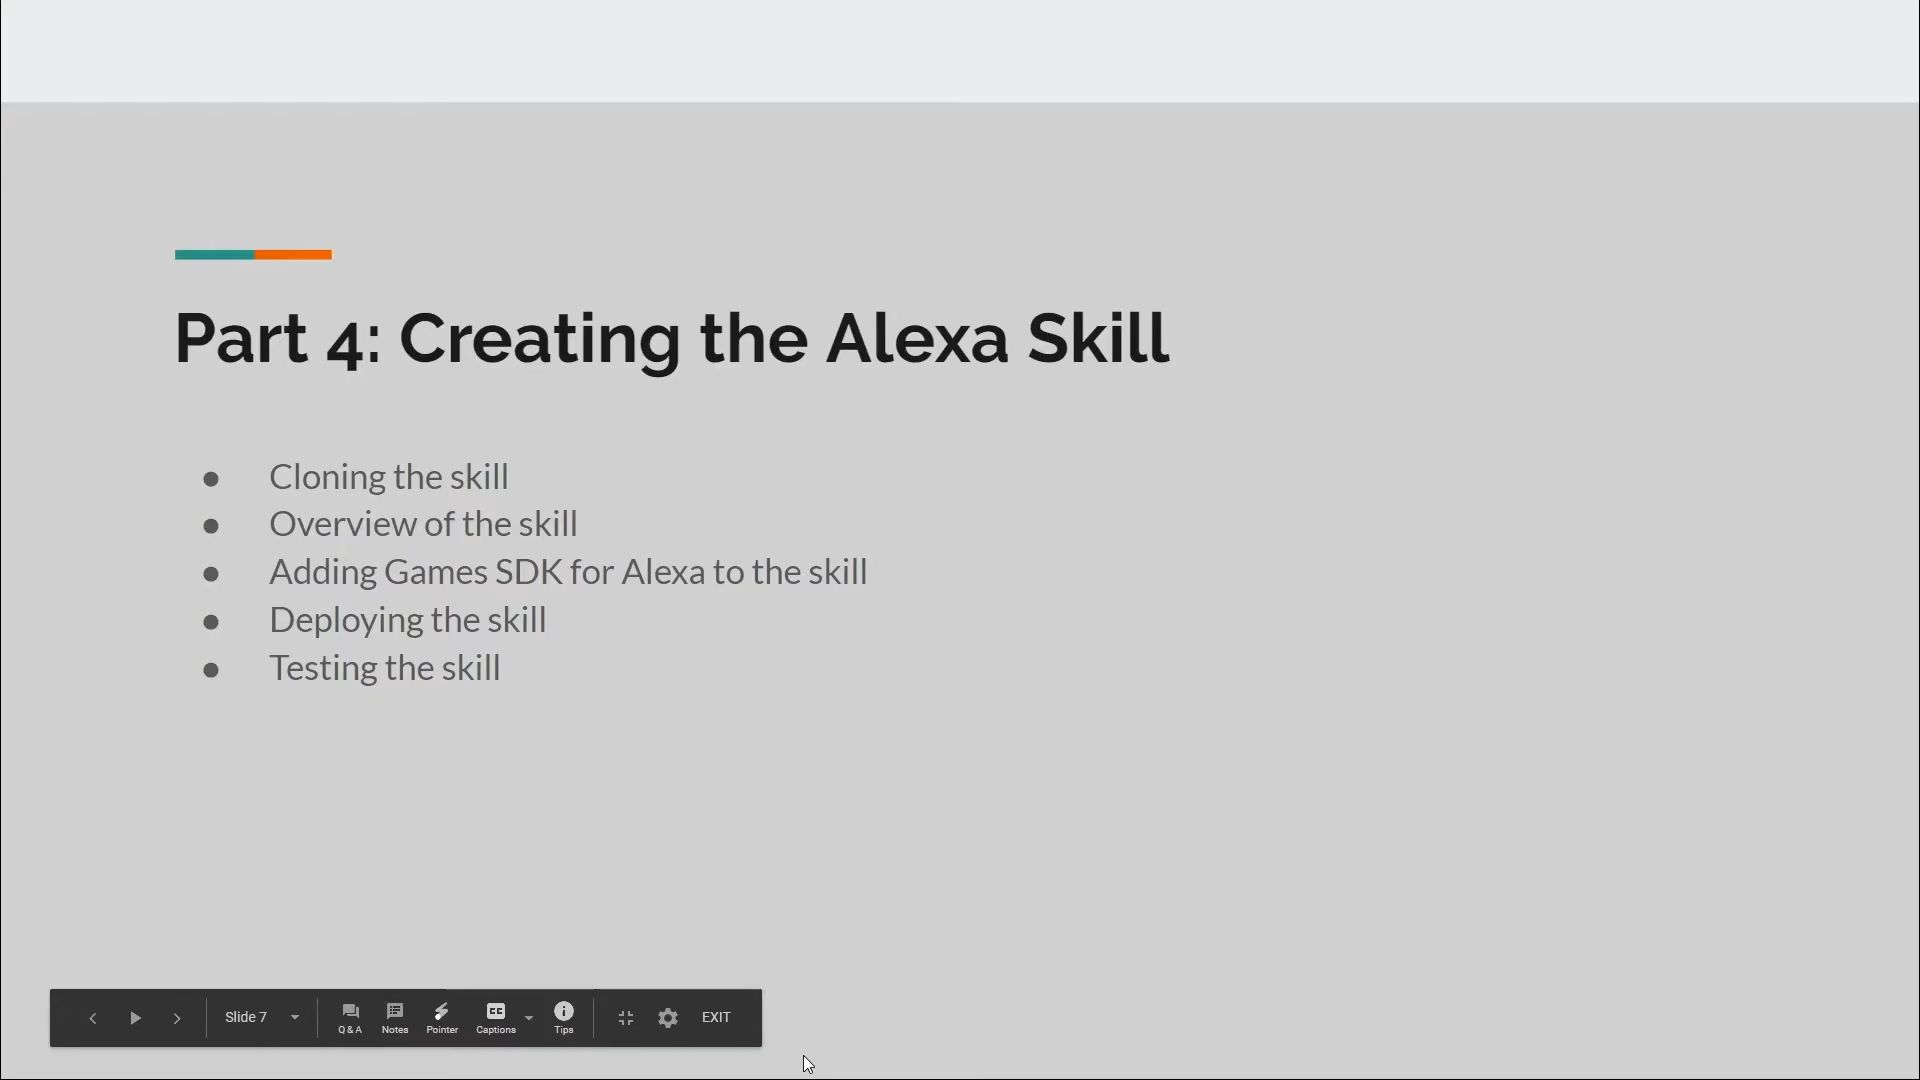 Part 4: Creating the Alexa Skill
● Cloning the skill
● Overview of the skill
● Adding Games SDK for Alexa to the skill
● Deploying the skill
● Testing the skill
Slide 7
Q & A
Notes
Pointer
CC
Captions
Tips
EXIT